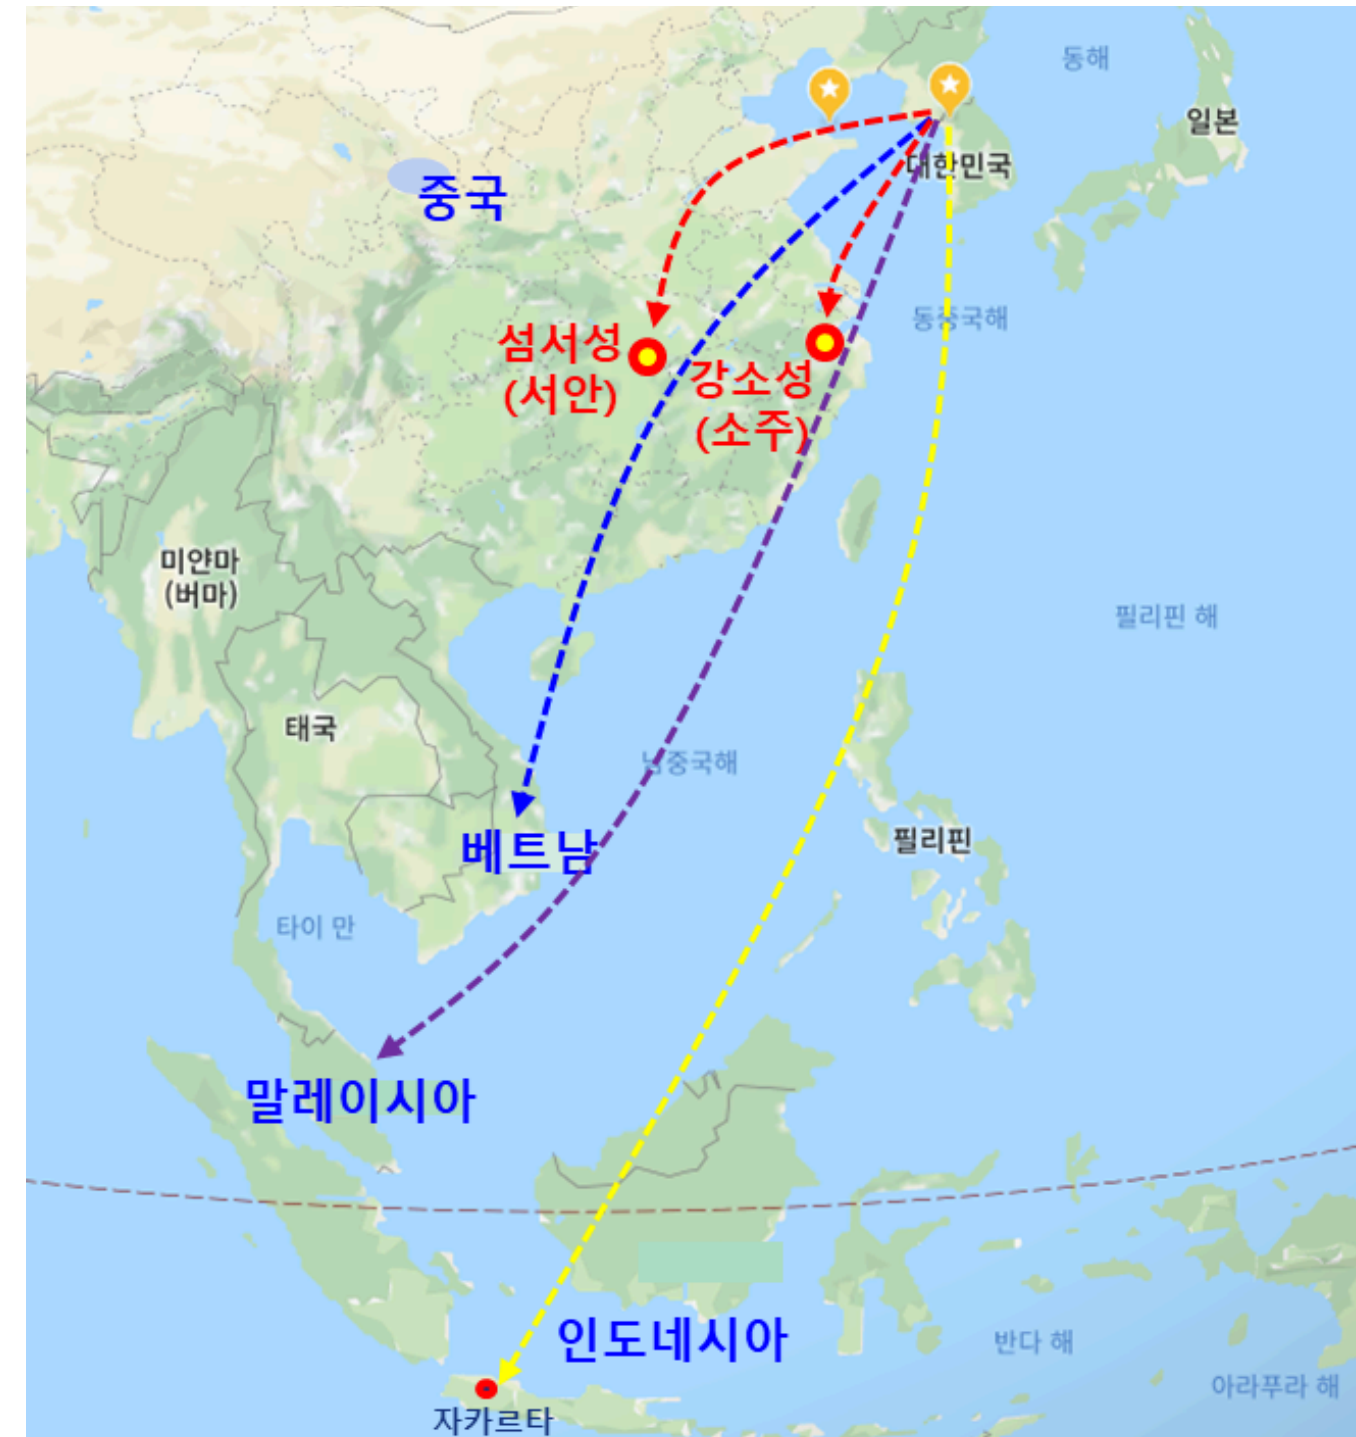 동해
일본
대한민국
중국
동중국해
섬서성
(서안)
강소성
(소주)
미얀마
(버마)
필리핀 해
태국
남중국해
베트남
필리핀
타이 만
말레이시아
인도네시아
반다 해
아라푸라 해
자카르타